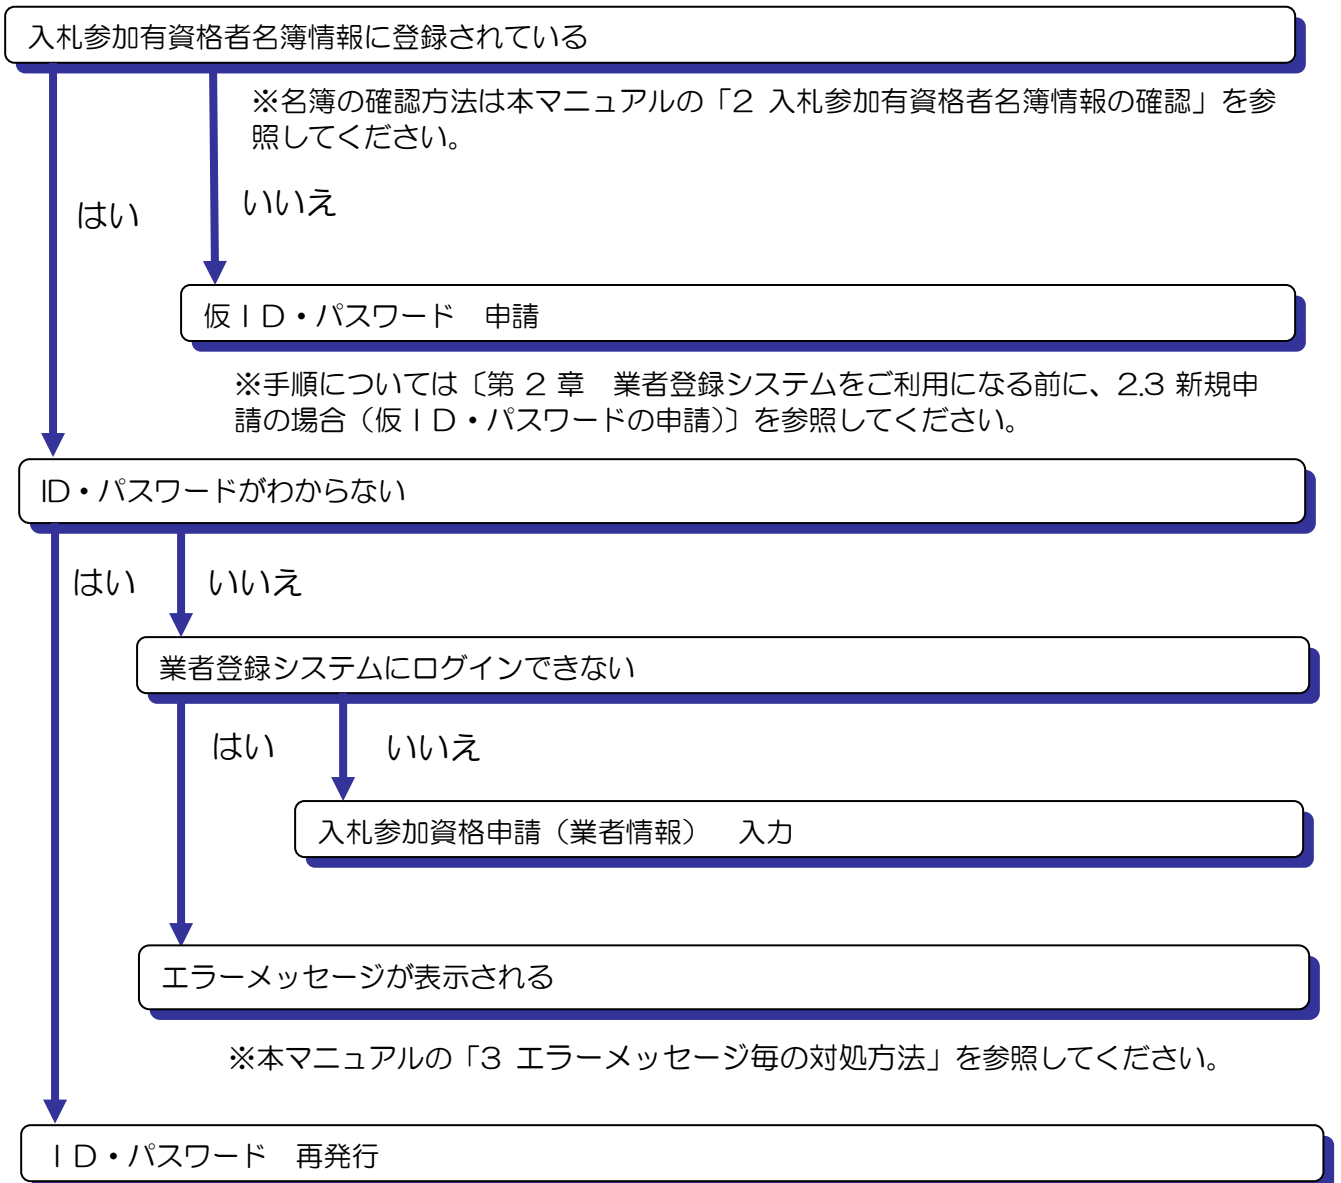 入札参加有資格者名簿情報に登録されている
※名簿の確認方法は本マニュアルの「2 入札参加有資格者名簿情報の確認」を参
照してください。
はい
いいえ
仮ＩＤ・パスワード　申請
※手順については〔第 2 章　業者登録システムをご利用になる前に、2.3 新規申
請の場合（仮ＩＤ・パスワードの申請）〕を参照してください。
ID・パスワードがわからない
はい
いいえ
業者登録システムにログインできない
はい
いいえ
入札参加資格申請（業者情報）　入力
エラーメッセージが表示される
※本マニュアルの「3 エラーメッセージ毎の対処方法」を参照してください。
ＩＤ・パスワード　再発行